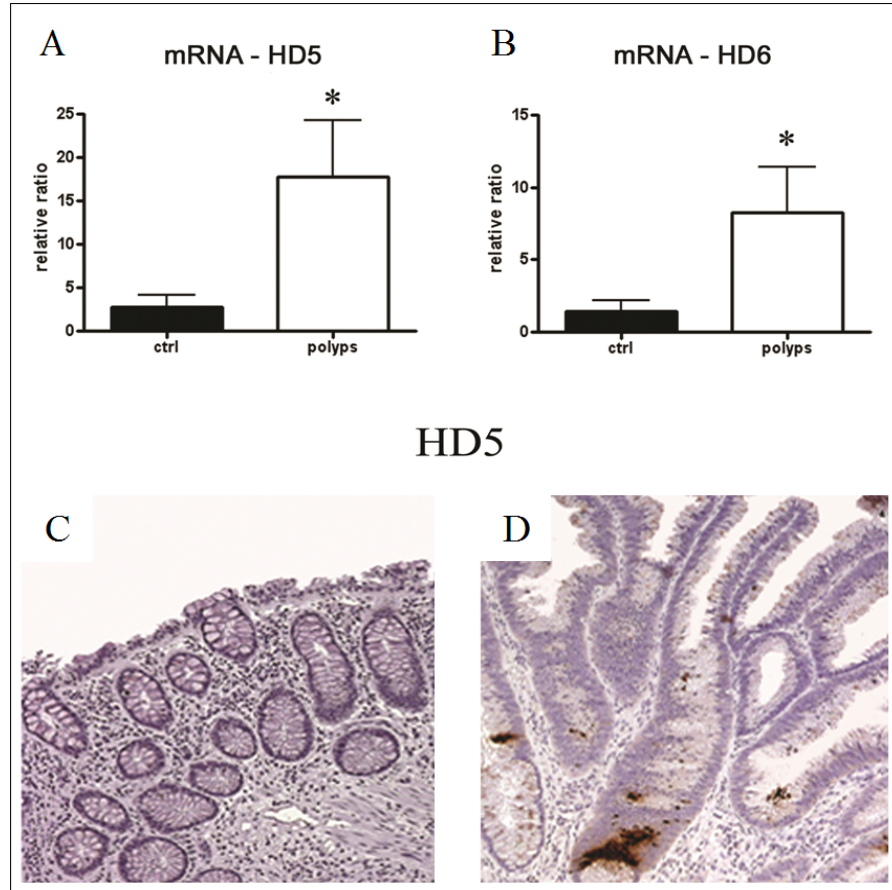 A
mRNA - HD5
*
25
20
15
10
5
0
relative ratio
ctrl
polyps
B
mRNA - HD6
*
15
10
5
0
relative ratio
ctrl
polyps
HD5
C
D